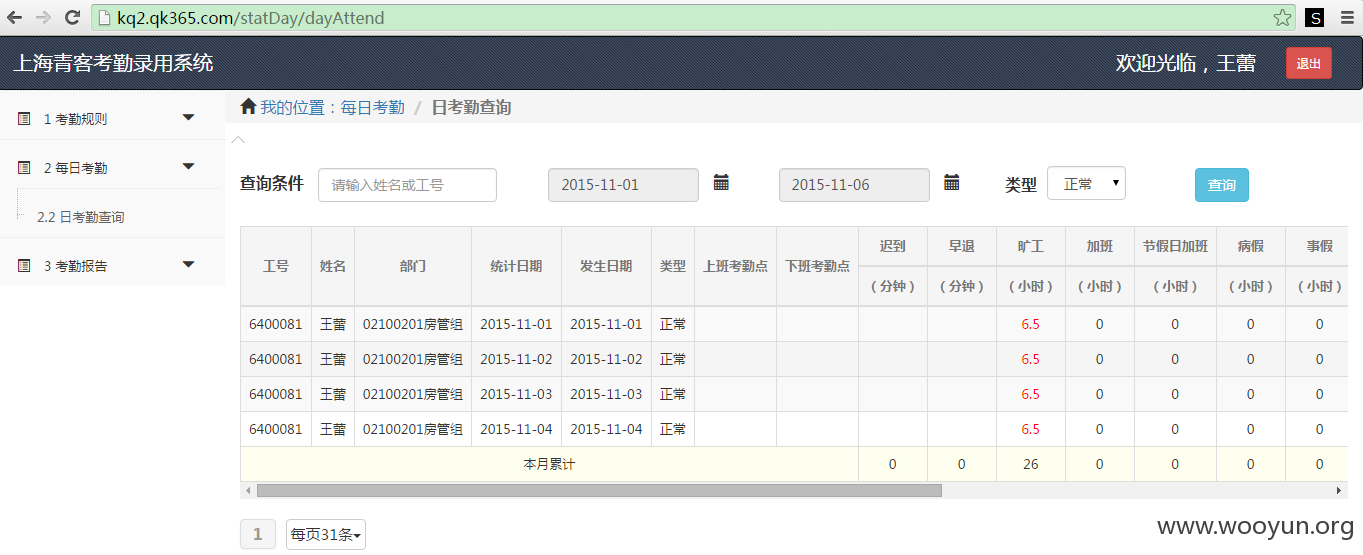 kq2.qk365.com/statDay/dayAttend
S
上海青客考勤录用系统 欢迎光临，王蕾 退出
我的位置：每日考勤 / 日考勤查询
1 考勤规则
2 每日考勤
2.2 日考勤查询
3 考勤报告
查询条件 请输入姓名或工号 2015-11-01 2015-11-06 类型 正常 查询
工号 姓名 部门 统计日期 发生日期 类型 上班考勤点 下班考勤点 迟到 早退 旷工 加班 节假日加班 病假 事假
（分钟） （分钟） （小时） （小时） （小时） （小时） （小时）
6400081 王蕾 02100201房管组 2015-11-01 2015-11-01 正常 6.5 0 0 0 0
6400081 王蕾 02100201房管组 2015-11-02 2015-11-02 正常 6.5 0 0 0 0
6400081 王蕾 02100201房管组 2015-11-03 2015-11-03 正常 6.5 0 0 0 0
6400081 王蕾 02100201房管组 2015-11-04 2015-11-04 正常 6.5 0 0 0 0
本月累计 0 0 26 0 0 0 0
1 每页31条
www.wooyun.org